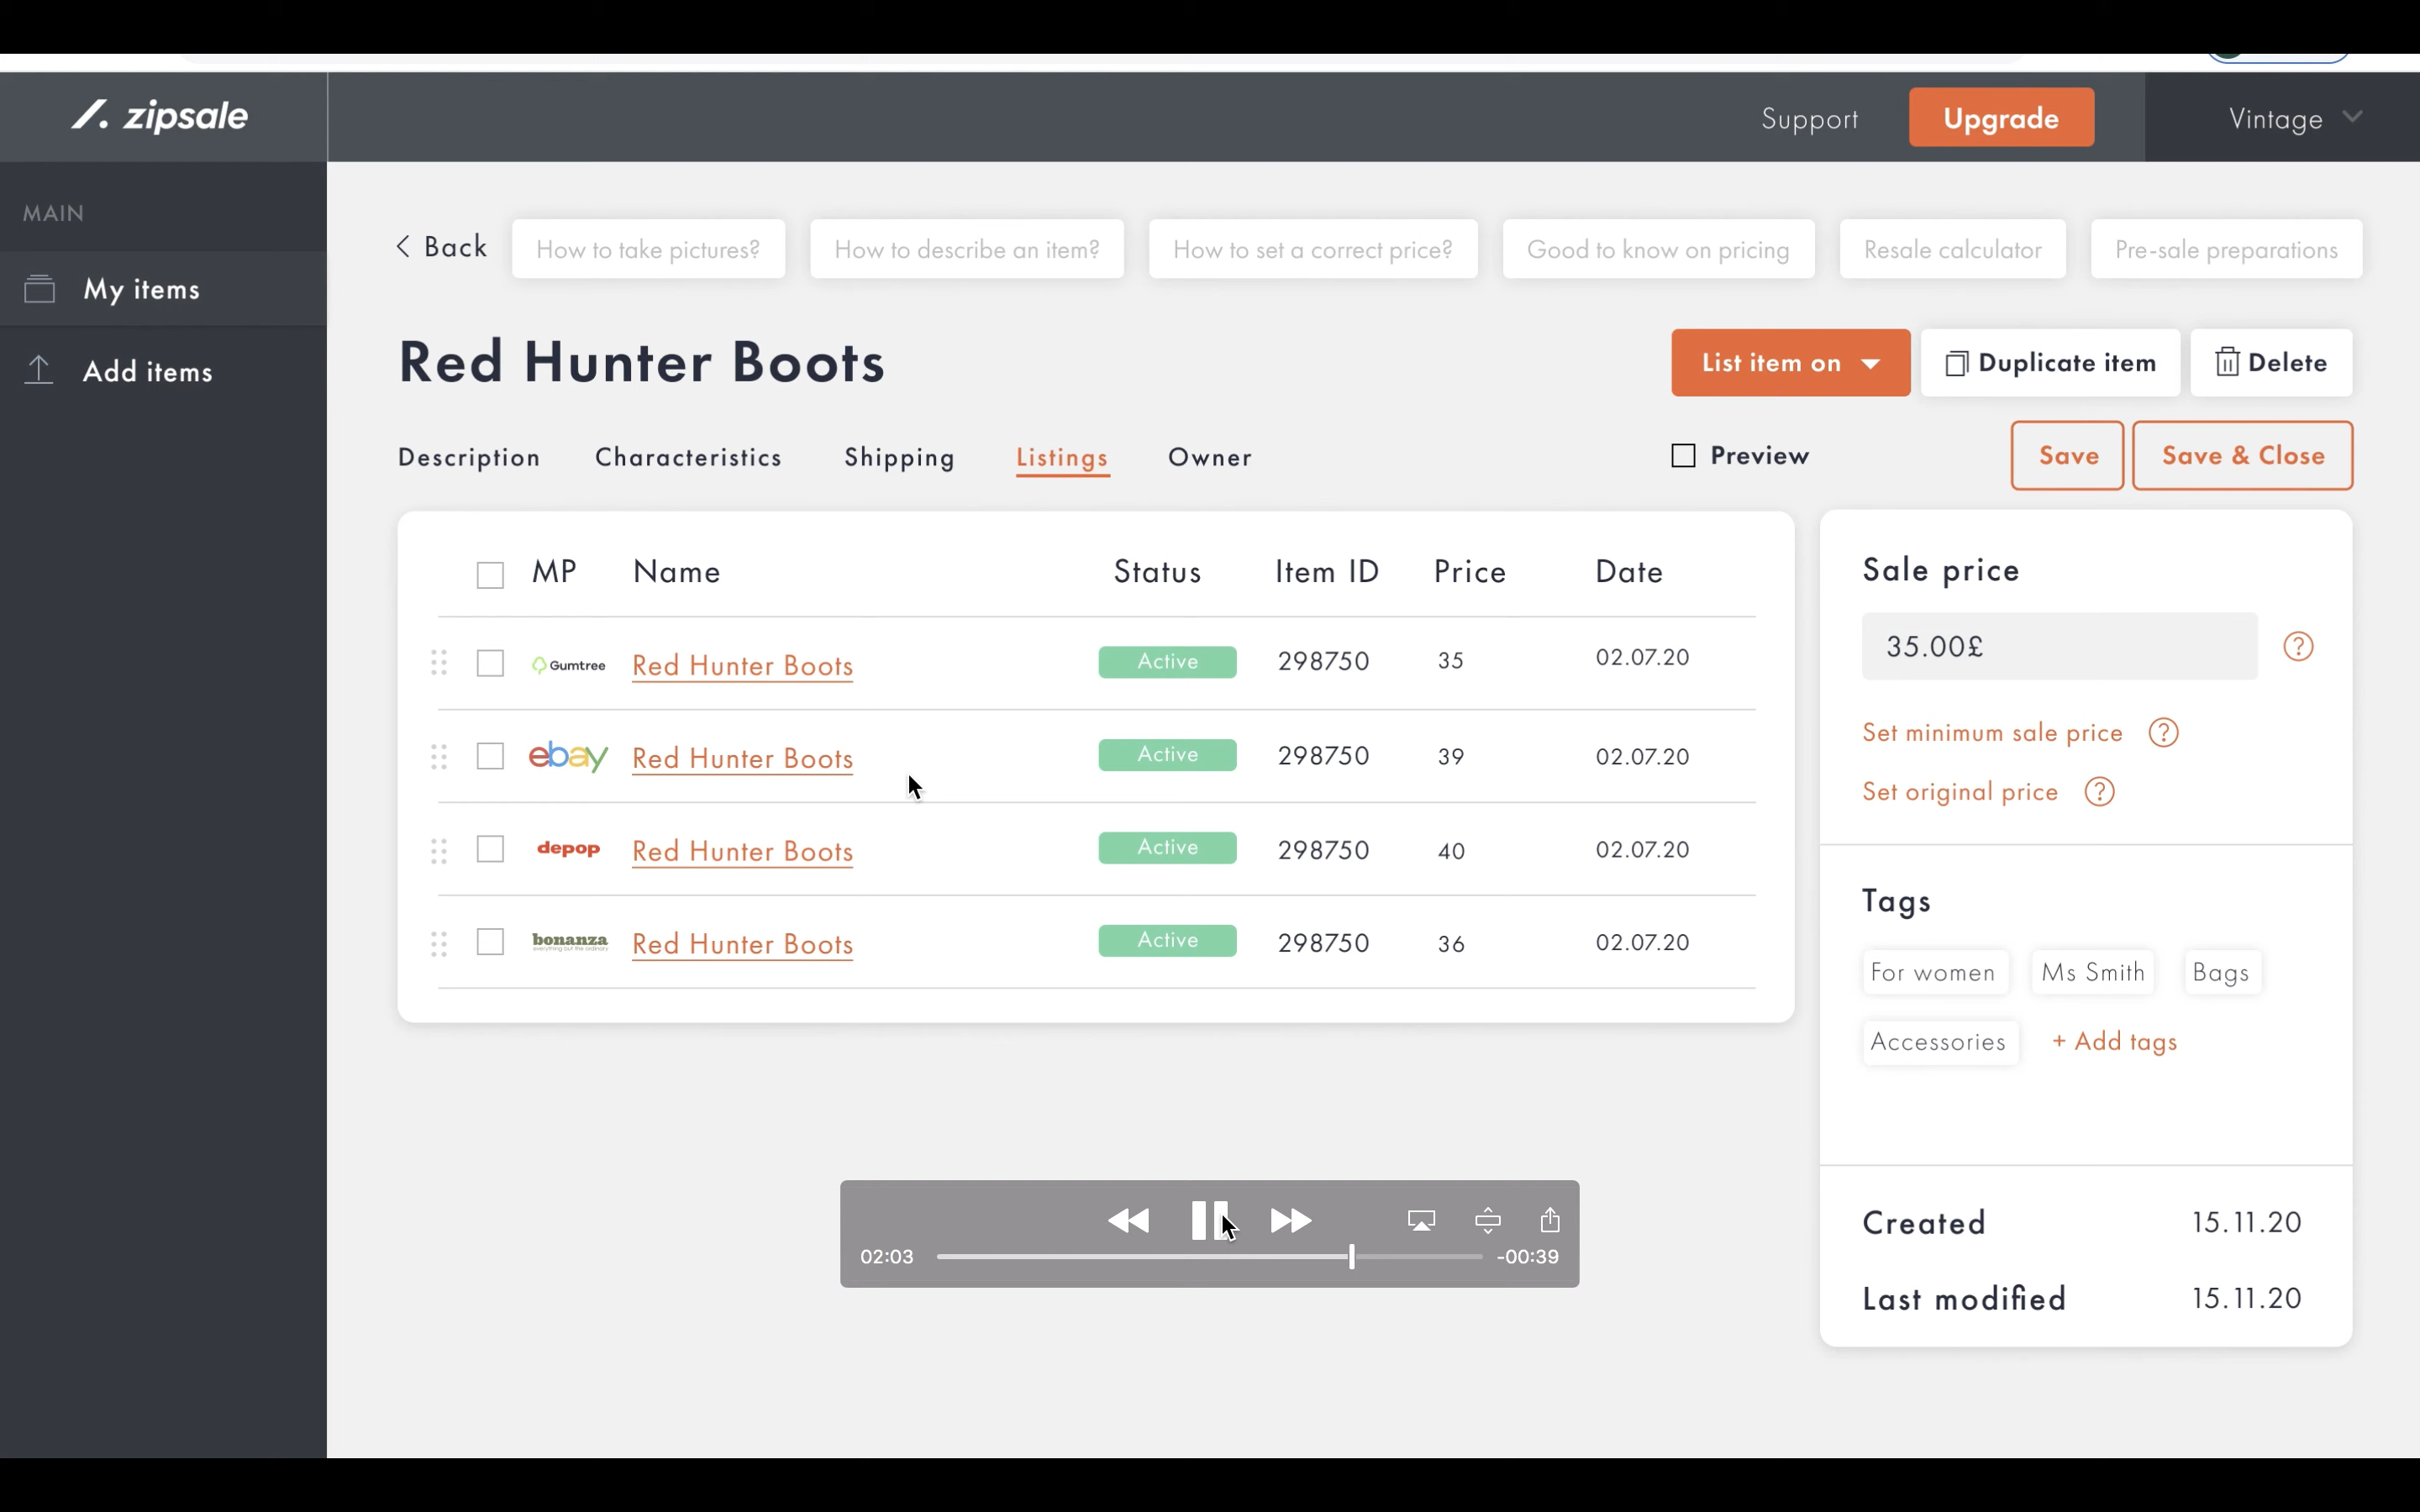 zipsale
Support
Upgrade
Vintage
MAIN
My items
Add items
Back
How to take pictures?
How to describe an item?
How to set a correct price?
Good to know on pricing
Resale calculator
Pre-sale preparations
Red Hunter Boots
List item on
Duplicate item
Delete
Description Characteristics Shipping Listings Owner
Preview
Save
Save & Close
MP Name Status Item ID Price Date
Gumtree Red Hunter Boots Active 298750 35 02.07.20
ebay Red Hunter Boots Active 298750 39 02.07.20
depop Red Hunter Boots Active 298750 40 02.07.20
bonanza Red Hunter Boots Active 298750 36 02.07.20
everything but the ordinary
Sale price
35.00£ ?
Set minimum sale price ?
Set original price ?
Tags
For women Ms Smith Bags
Accessories + Add tags
Created 15.11.20
Last modified 15.11.20
02:03 -00:39